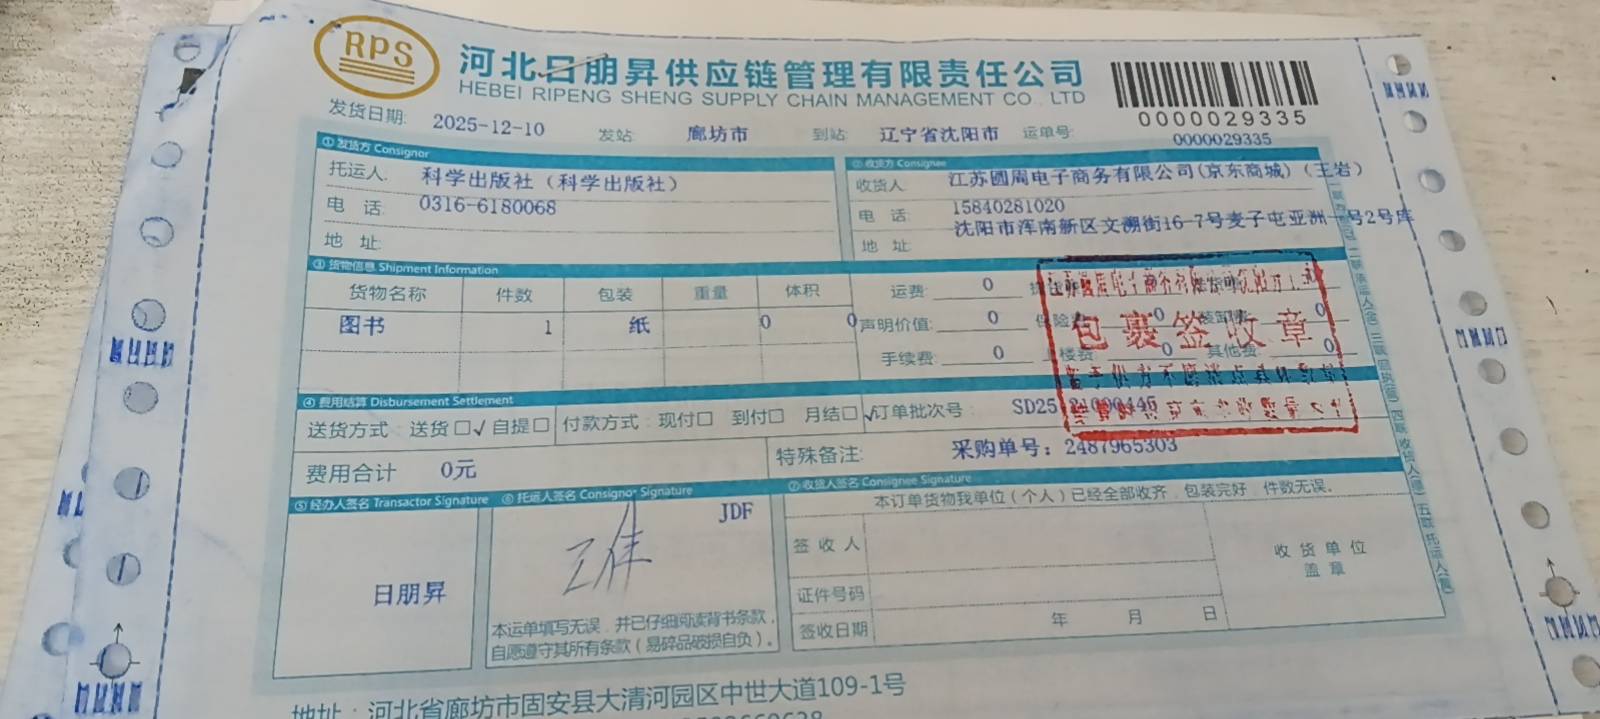 RPS
河北日朋昇供应链管理有限责任公司
HEBEI RIPENG SHENG SUPPLY CHAIN MANAGEMENT CO., LTD
0000029335
发货日期: 2025-12-10 发站: 廊坊市 到站: 辽宁省沈阳市 运单号: 0000029335
① 发货方 Consignor
托运人: 科学出版社（科学出版社）
电 话: 0316-6180068
地 址:
② 收货方 Consignee
收货人: 江苏圆周电子商务有限公司(京东商城)（王岩）
电 话: 15840281020
地 址: 沈阳市浑南新区文溯街16-7号麦子屯亚洲一号2号库
③ 货物信息 Shipment Information
货物名称 件数 包装 重量 体积
图书 1 纸 0 0
运费: 0
声明价值: 0 保险费: 0 装卸费: 0
手续费: 0 上楼费: 0 其他费: 0
包裹签收章
④ 费用结算 Disbursement Settlement
送货方式: 送货□√ 自提□ 付款方式: 现付□ 到付□ 月结□√ 订单批次号: SD25
费用合计 0元 特殊备注: 采购单号: 2487965303
⑤ 经办人签名 Transactor Signature
日朋昇
⑥ 托运人签名 Consignor Signature
JDF
王伟
本运单填写无误，并已仔细阅读背书条款，
自愿遵守其所有条款（易碎品破损自负）。
⑦ 收货人签名 Consignee Signature
本订单货物我单位（个人）已经全部收齐，包装完好，件数无误。
签 收 人
证件号码
签收日期 年 月 日
收 货 单 位
盖 章
地址：河北省廊坊市固安县大清河园区中世大道109-1号